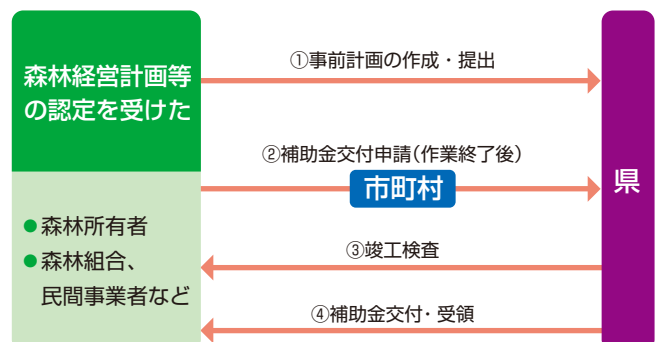 森林経営計画等
の認定を受けた
●森林所有者
●森林組合、
民間事業者など
①事前計画の作成・提出
②補助金交付申請(作業終了後)
市町村
③竣工検査
④補助金交付・受領
県